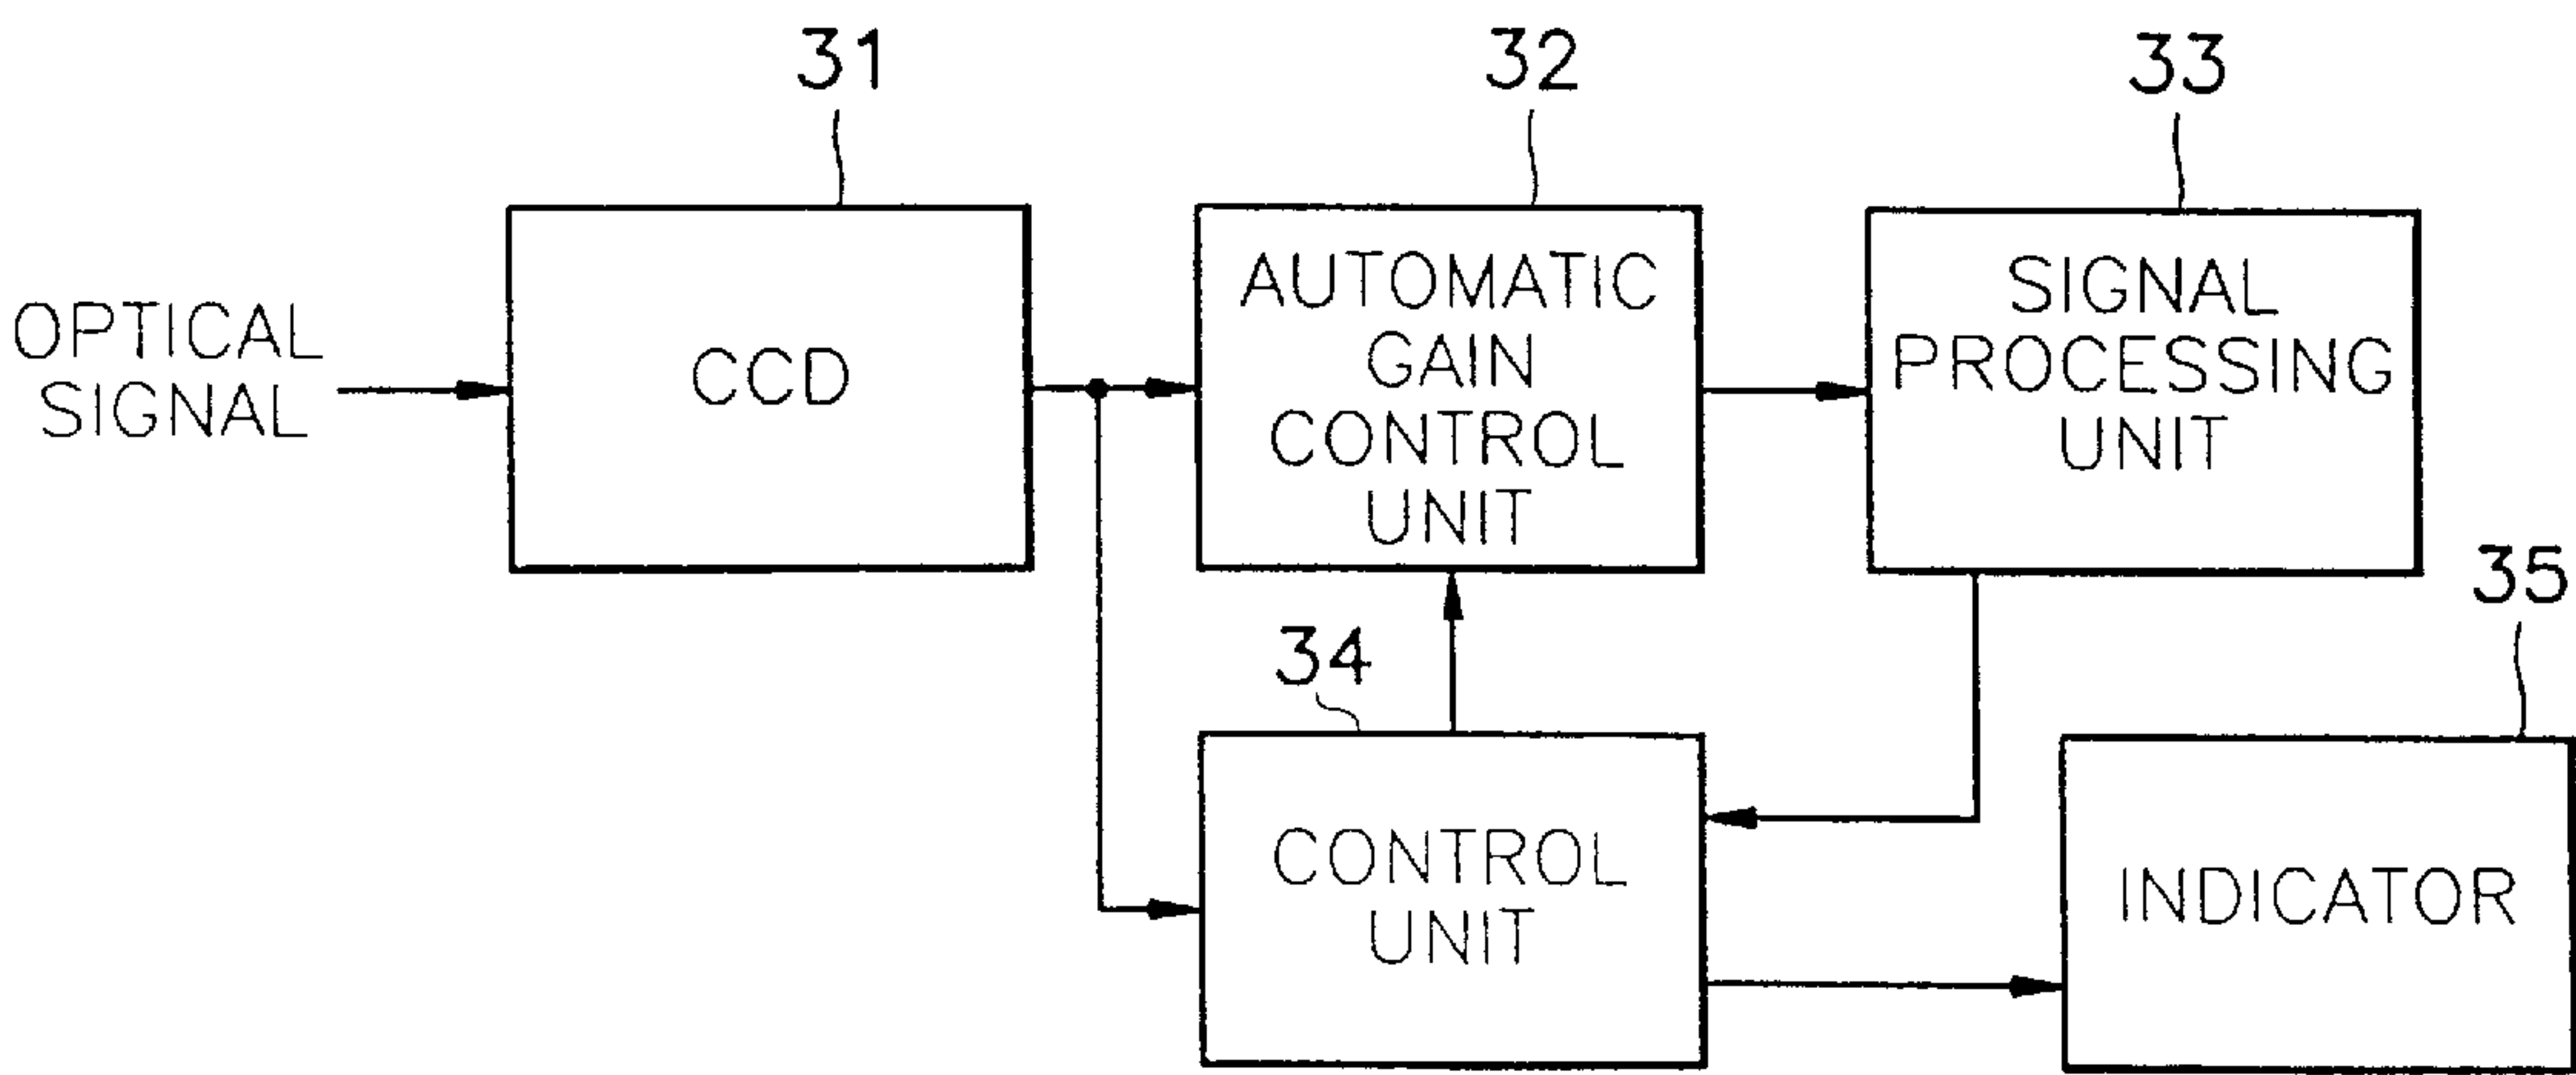 31
32
33
OPTICAL
SIGNAL
CCD
AUTOMATIC
GAIN
CONTROL
UNIT
SIGNAL
PROCESSING
UNIT
34
35
CONTROL
UNIT
INDICATOR